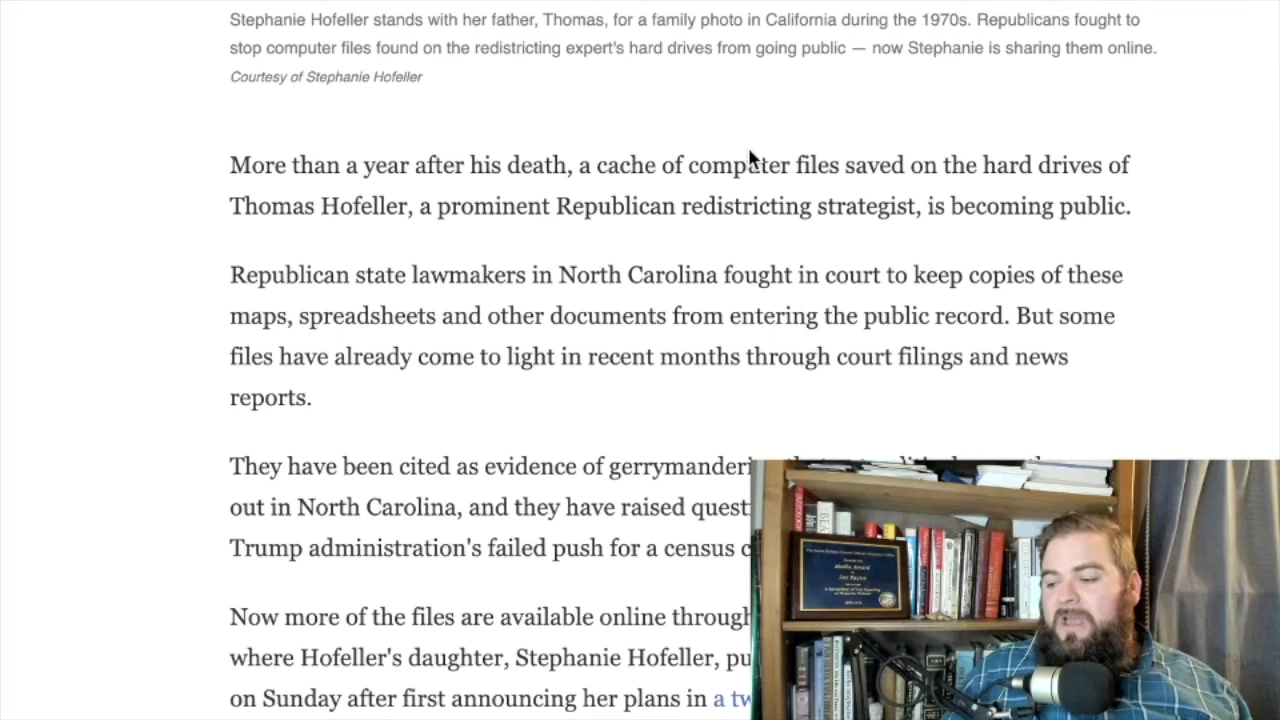 Stephanie Hofeller stands with her father, Thomas, for a family photo in California during the 1970s. Republicans fought to
stop computer files found on the redistricting expert's hard drives from going public — now Stephanie is sharing them online.
Courtesy of Stephanie Hofeller
More than a year after his death, a cache of computer files saved on the hard drives of
Thomas Hofeller, a prominent Republican redistricting strategist, is becoming public.
Republican state lawmakers in North Carolina fought in court to keep copies of these
maps, spreadsheets and other documents from entering the public record. But some
files have already come to light in recent months through court filings and news
reports.
They have been cited as evidence of gerrymanderi
out in North Carolina, and they have raised quest
Trump administration's failed push for a census c
Now more of the files are available online through
where Hofeller's daughter, Stephanie Hofeller, pu
on Sunday after first announcing her plans in a tw
Media Award
Joe Payne